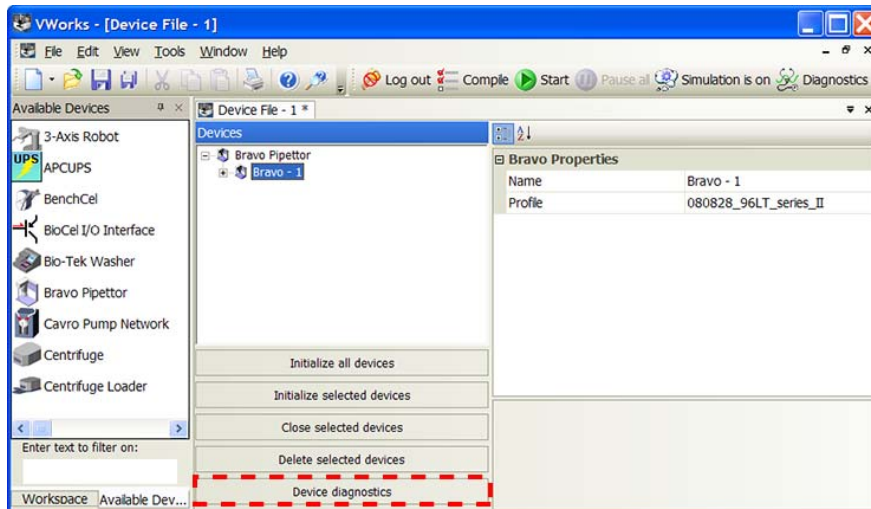 VWorks - [Device File - 1]
File Edit View Tools Window Help
Log out Compile Start Pause al Simulation is on Diagnostics
Available Devices
3-Axis Robot
UPS
APCUPS
BenchCel
BioCel I/O Interface
Bio-Tek Washer
Bravo Pipettor
Cavro Pump Network
Centrifuge
Centrifuge Loader
Enter text to filter on:
Workspace Available Dev...
Device File - 1 *
Devices
Bravo Pipettor
Bravo - 1
Initialize all devices
Initialize selected devices
Close selected devices
Delete selected devices
Device diagnostics
Bravo Properties
Name Bravo - 1
Profile 080828_96LT_series_II